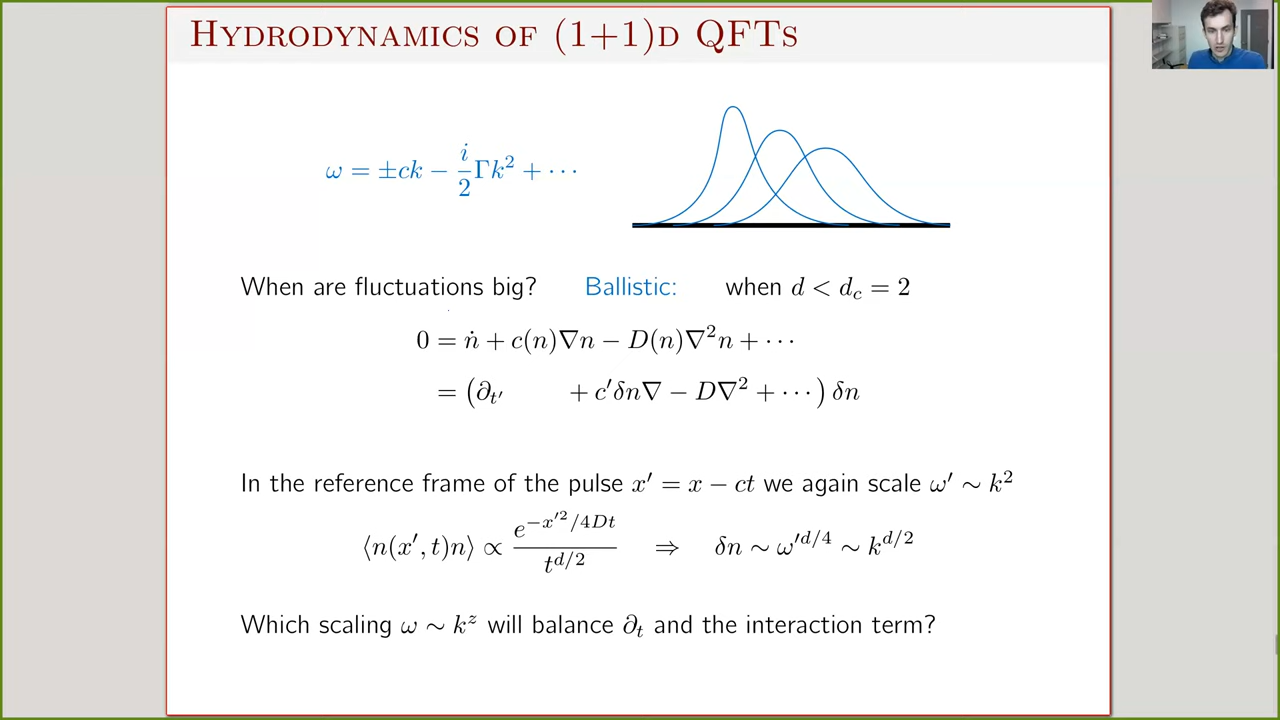 HYDRODYNAMICS OF (1+1)D QFTS
ω = ±ck − i/2 Γk² + ···
When are fluctuations big? Ballistic: when d < d_c = 2
0 = ṅ + c(n)∇n − D(n)∇²n + ···
= (∂_t′ + c′δn∇ − D∇² + ···) δn
In the reference frame of the pulse x′ = x − ct we again scale ω′ ∼ k²
⟨n(x′, t)n⟩ ∝ e^{−x′²/4Dt} / t^{d/2} ⇒ δn ∼ ω′^{d/4} ∼ k^{d/2}
Which scaling ω ∼ k^z will balance ∂_t and the interaction term?